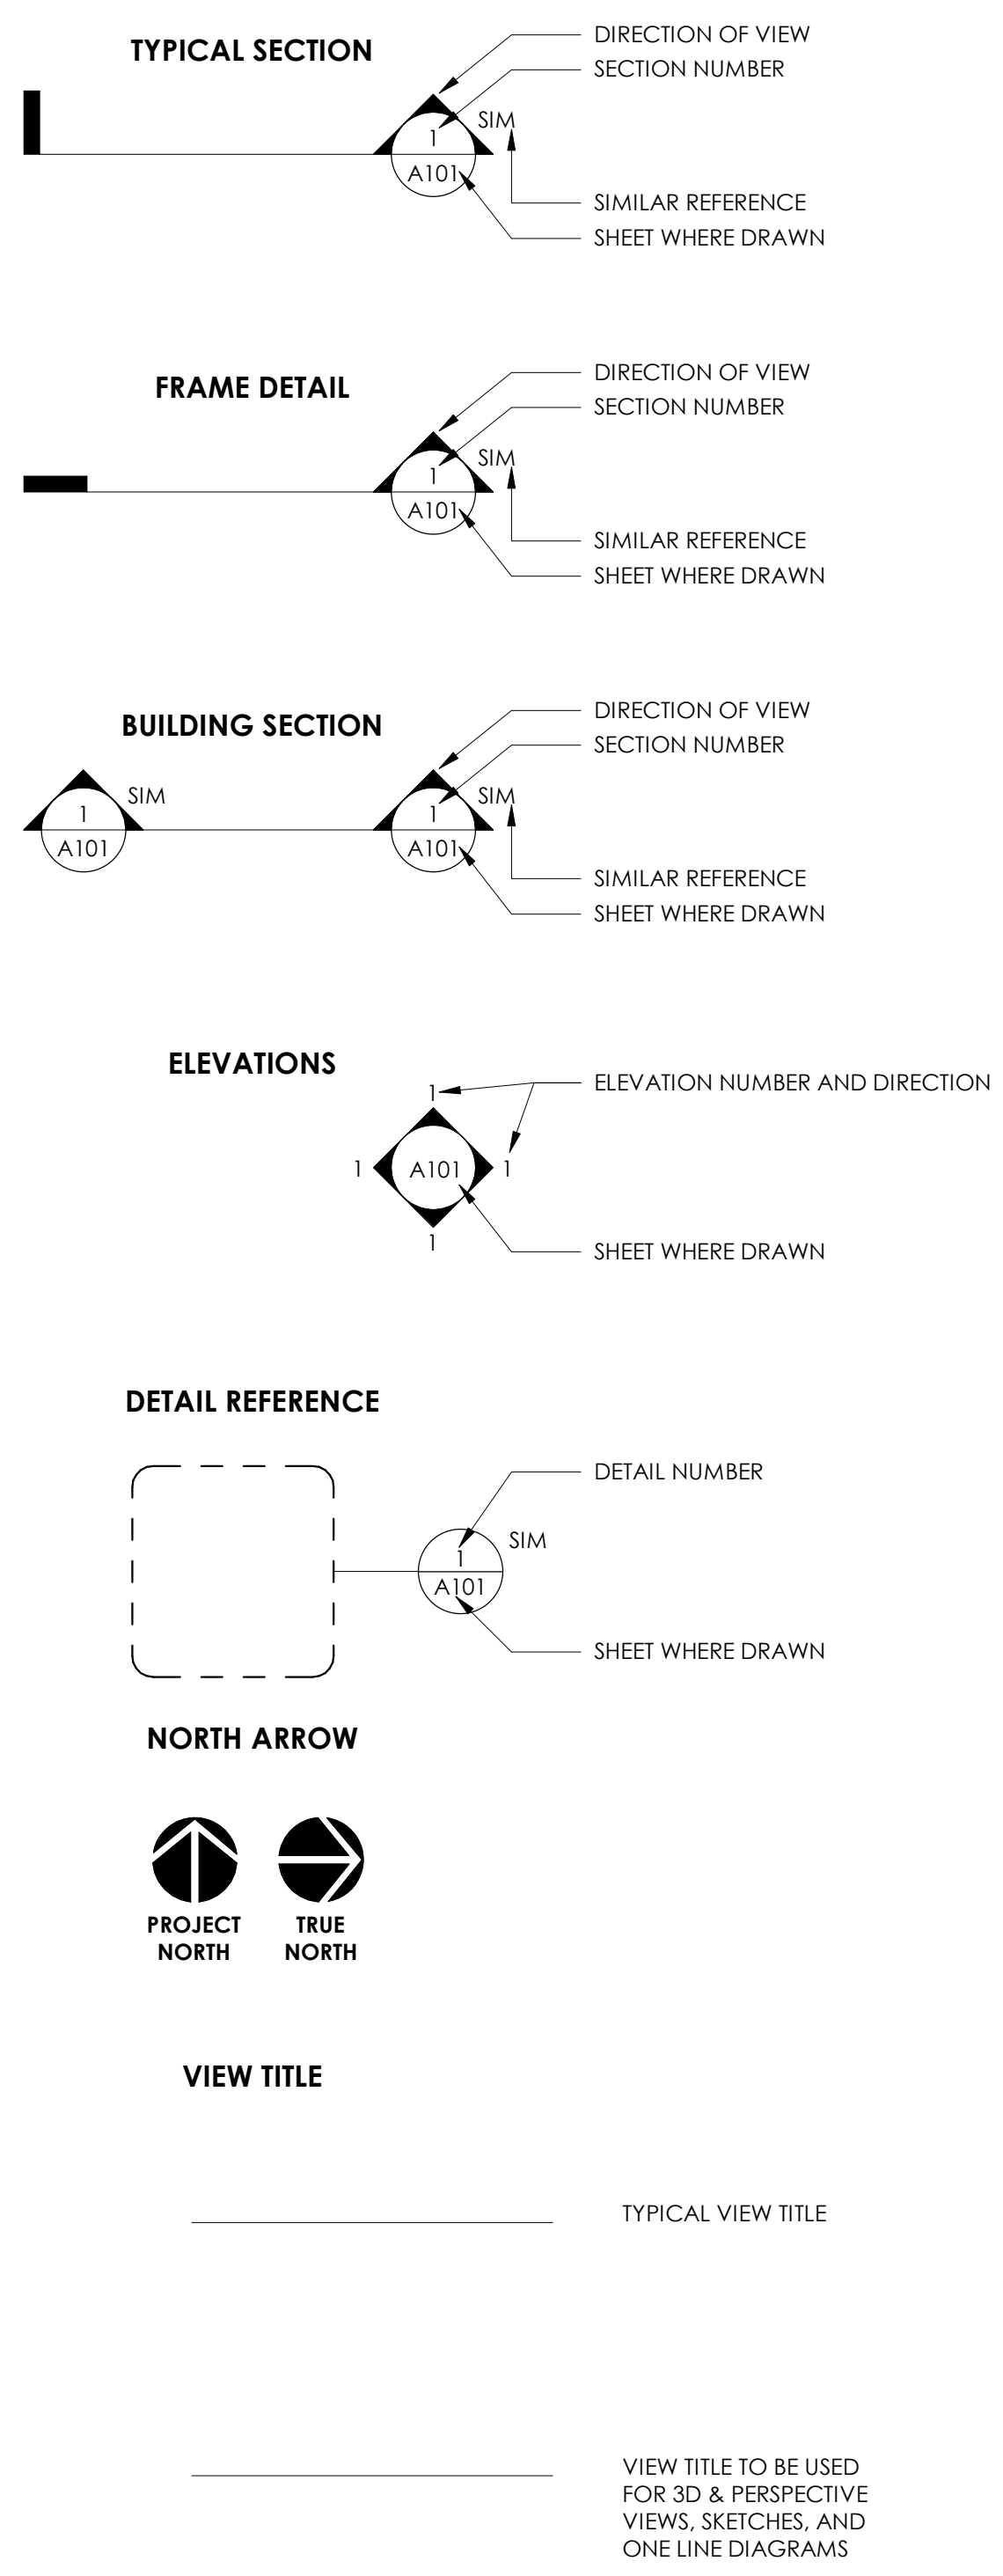 TYPICAL SECTION
DIRECTION OF VIEW
SECTION NUMBER
SIM
1
A101
SIMILAR REFERENCE
SHEET WHERE DRAWN
FRAME DETAIL
DIRECTION OF VIEW
SECTION NUMBER
SIM
1
A101
SIMILAR REFERENCE
SHEET WHERE DRAWN
BUILDING SECTION
DIRECTION OF VIEW
SECTION NUMBER
SIM
SIM
1
1
A101
A101
SIMILAR REFERENCE
SHEET WHERE DRAWN
ELEVATIONS
ELEVATION NUMBER AND DIRECTION
1
1
A101
1
1
SHEET WHERE DRAWN
DETAIL REFERENCE
DETAIL NUMBER
SIM
1
A101
SHEET WHERE DRAWN
NORTH ARROW
PROJECT
NORTH
TRUE
NORTH
VIEW TITLE
TYPICAL VIEW TITLE
VIEW TITLE TO BE USED
FOR 3D & PERSPECTIVE
VIEWS, SKETCHES, AND
ONE LINE DIAGRAMS